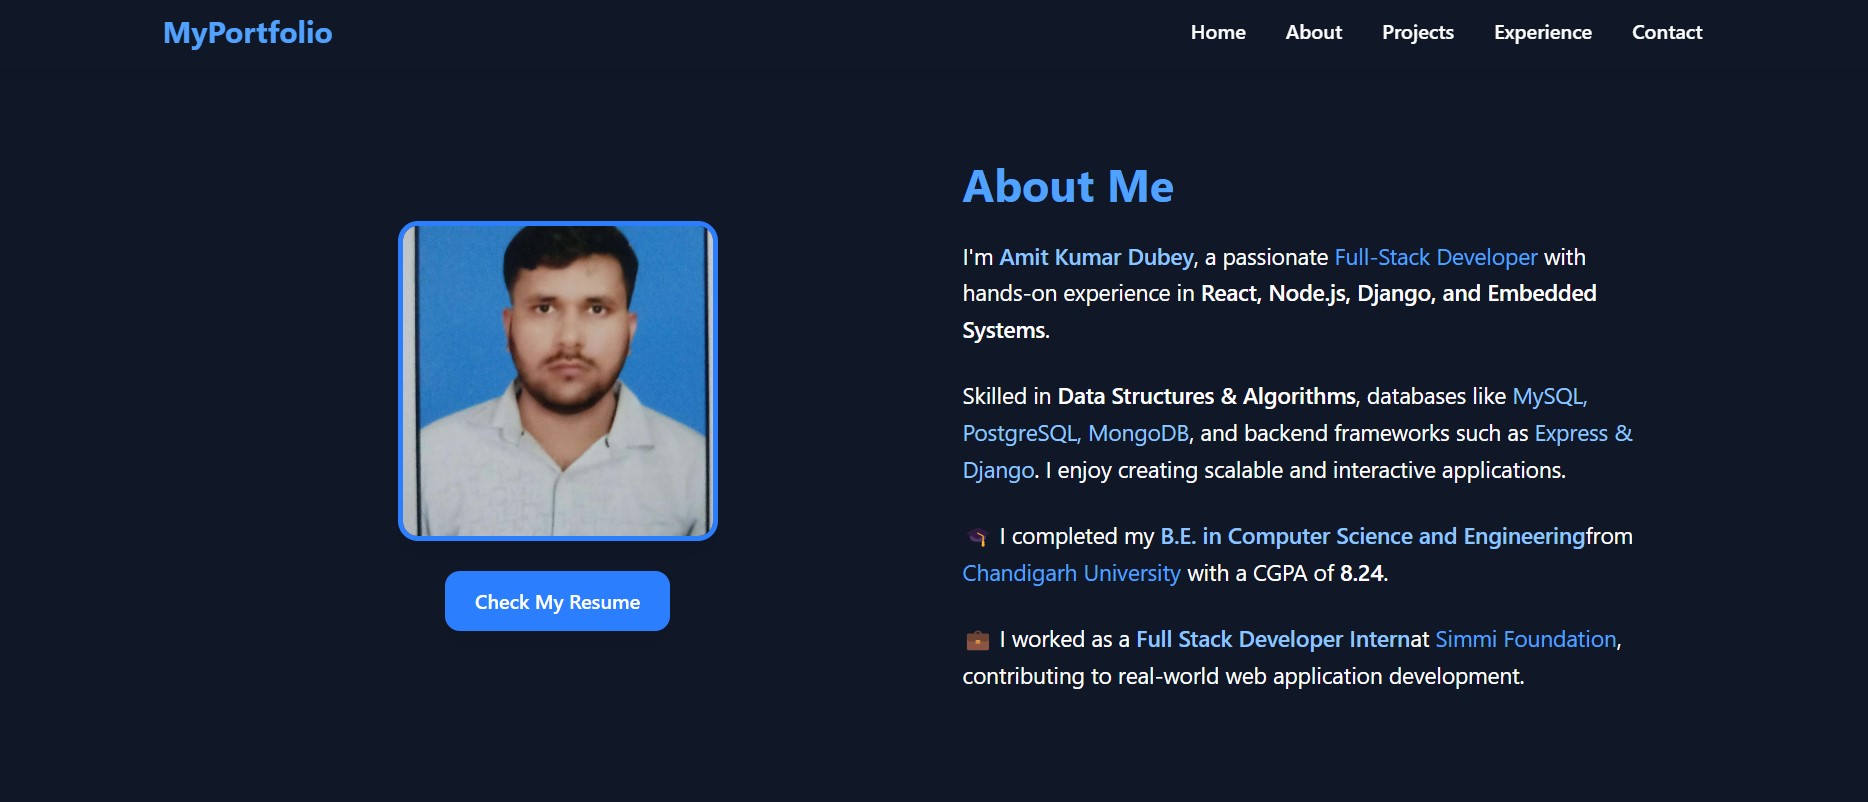 MyPortfolio
Home About Projects Experience Contact
About Me
I'm Amit Kumar Dubey, a passionate Full-Stack Developer with
hands-on experience in React, Node.js, Django, and Embedded
Systems.
Skilled in Data Structures & Algorithms, databases like MySQL,
PostgreSQL, MongoDB, and backend frameworks such as Express &
Django. I enjoy creating scalable and interactive applications.
🎓 I completed my B.E. in Computer Science and Engineeringfrom
Chandigarh University with a CGPA of 8.24.
💼 I worked as a Full Stack Developer Internat Simmi Foundation,
contributing to real-world web application development.
Check My Resume